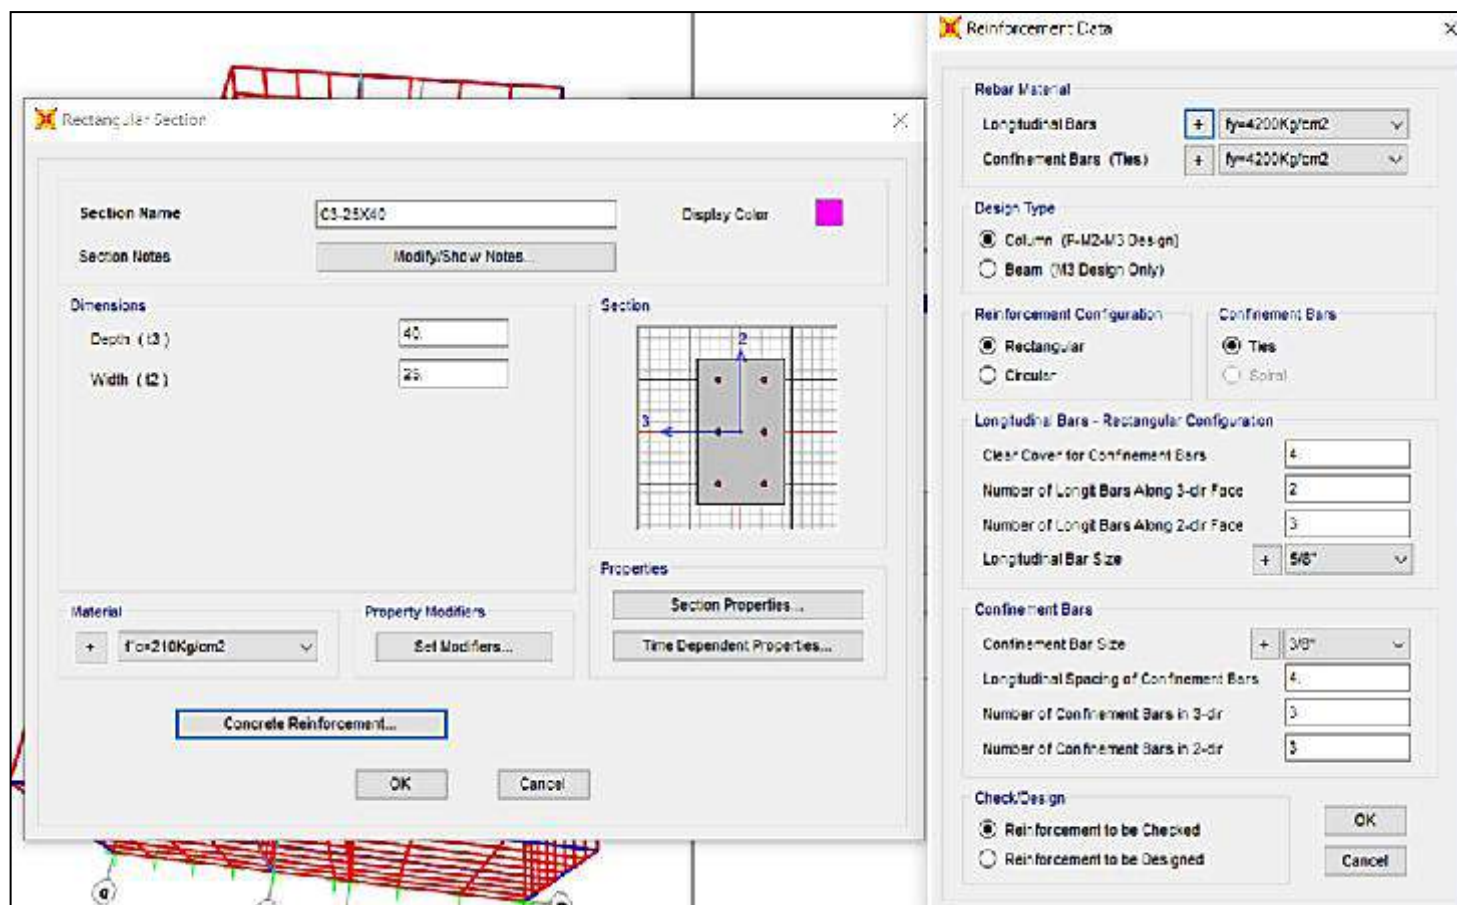 Rectangular Section
Section Name
C3-25X40
Display Color
Section Notes
Modify/Show Notes...
Dimensions
Depth ( t3 )
40.
Width ( t2 )
25.
Section
2
3
Properties
Section Properties...
Time Dependent Properties...
Material
+
f'c=210Kg/cm2
Property Modifiers
Set Modifiers...
Concrete Reinforcement...
OK
Cancel
Reinforcement Data
Rebar Material
Longitudinal Bars
+
fy=4200Kg/cm2
Confinement Bars (Ties)
+
fy=4200Kg/cm2
Design Type
Column (P-M2-M3 Design)
Beam (M3 Design Only)
Reinforcement Configuration
Rectangular
Circular
Confinement Bars
Ties
Spiral
Longitudinal Bars - Rectangular Configuration
Clear Cover for Confinement Bars
4.
Number of Longit Bars Along 3-dir Face
2
Number of Longit Bars Along 2-dir Face
3
Longitudinal Bar Size
+
5/8"
Confinement Bars
Confinement Bar Size
+
3/8"
Longitudinal Spacing of Confinement Bars
4.
Number of Confinement Bars in 3-dir
3
Number of Confinement Bars in 2-dir
3
Check/Design
Reinforcement to be Checked
Reinforcement to be Designed
OK
Cancel